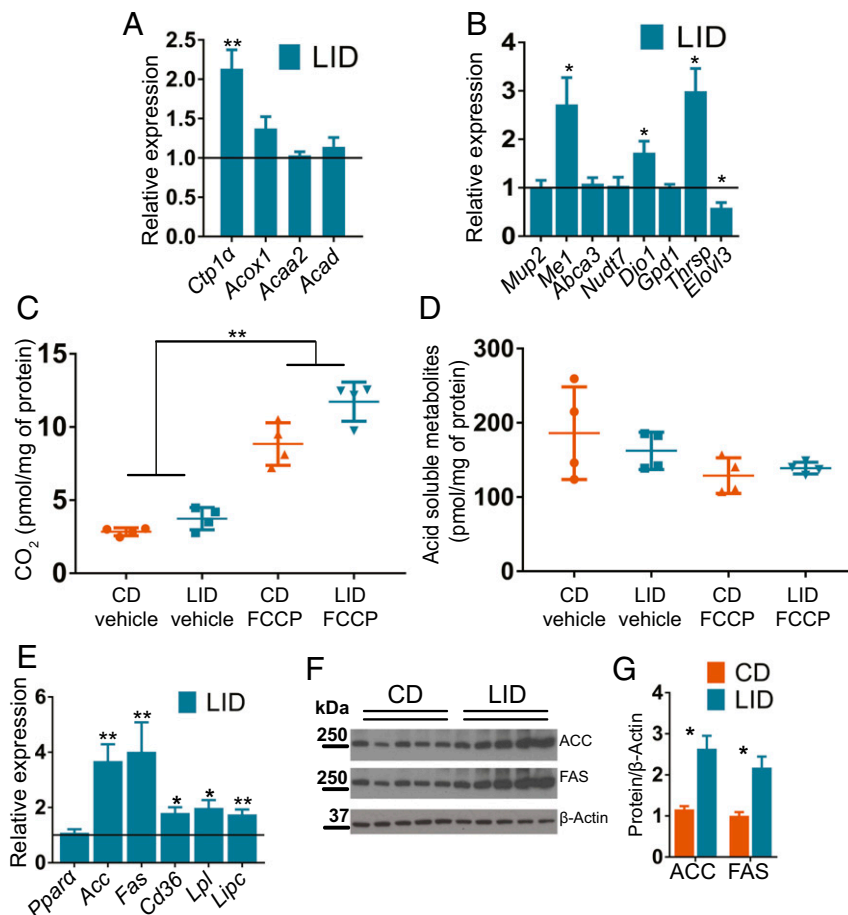 A
Relative expression
2.5
2.0
1.5
1.0
0.5
0.0
**
LID
Ctp1α
Acox1
Acaa2
Acad
B
Relative expression
4
3
2
1
0
*
*
*
*
LID
Mup2
Me1
Abca3
Nudt7
Dio1
Gpd1
Thrsp
Elovl3
C
CO2 (pmol/mg of protein)
15
10
5
0
**
CD vehicle
LID vehicle
CD FCCP
LID FCCP
D
Acid soluble metabolites
(pmol/mg of protein)
300
200
100
0
CD vehicle
LID vehicle
CD FCCP
LID FCCP
E
Relative expression
6
4
2
0
**
**
*
*
**
LID
Pparα
Acc
Fas
Cd36
Lpl
Lipc
F
CD LID
kDa
250 ACC
250 FAS
37 β-Actin
G
CD
LID
Protein/β-Actin
4
3
2
1
0
*
*
ACC FAS